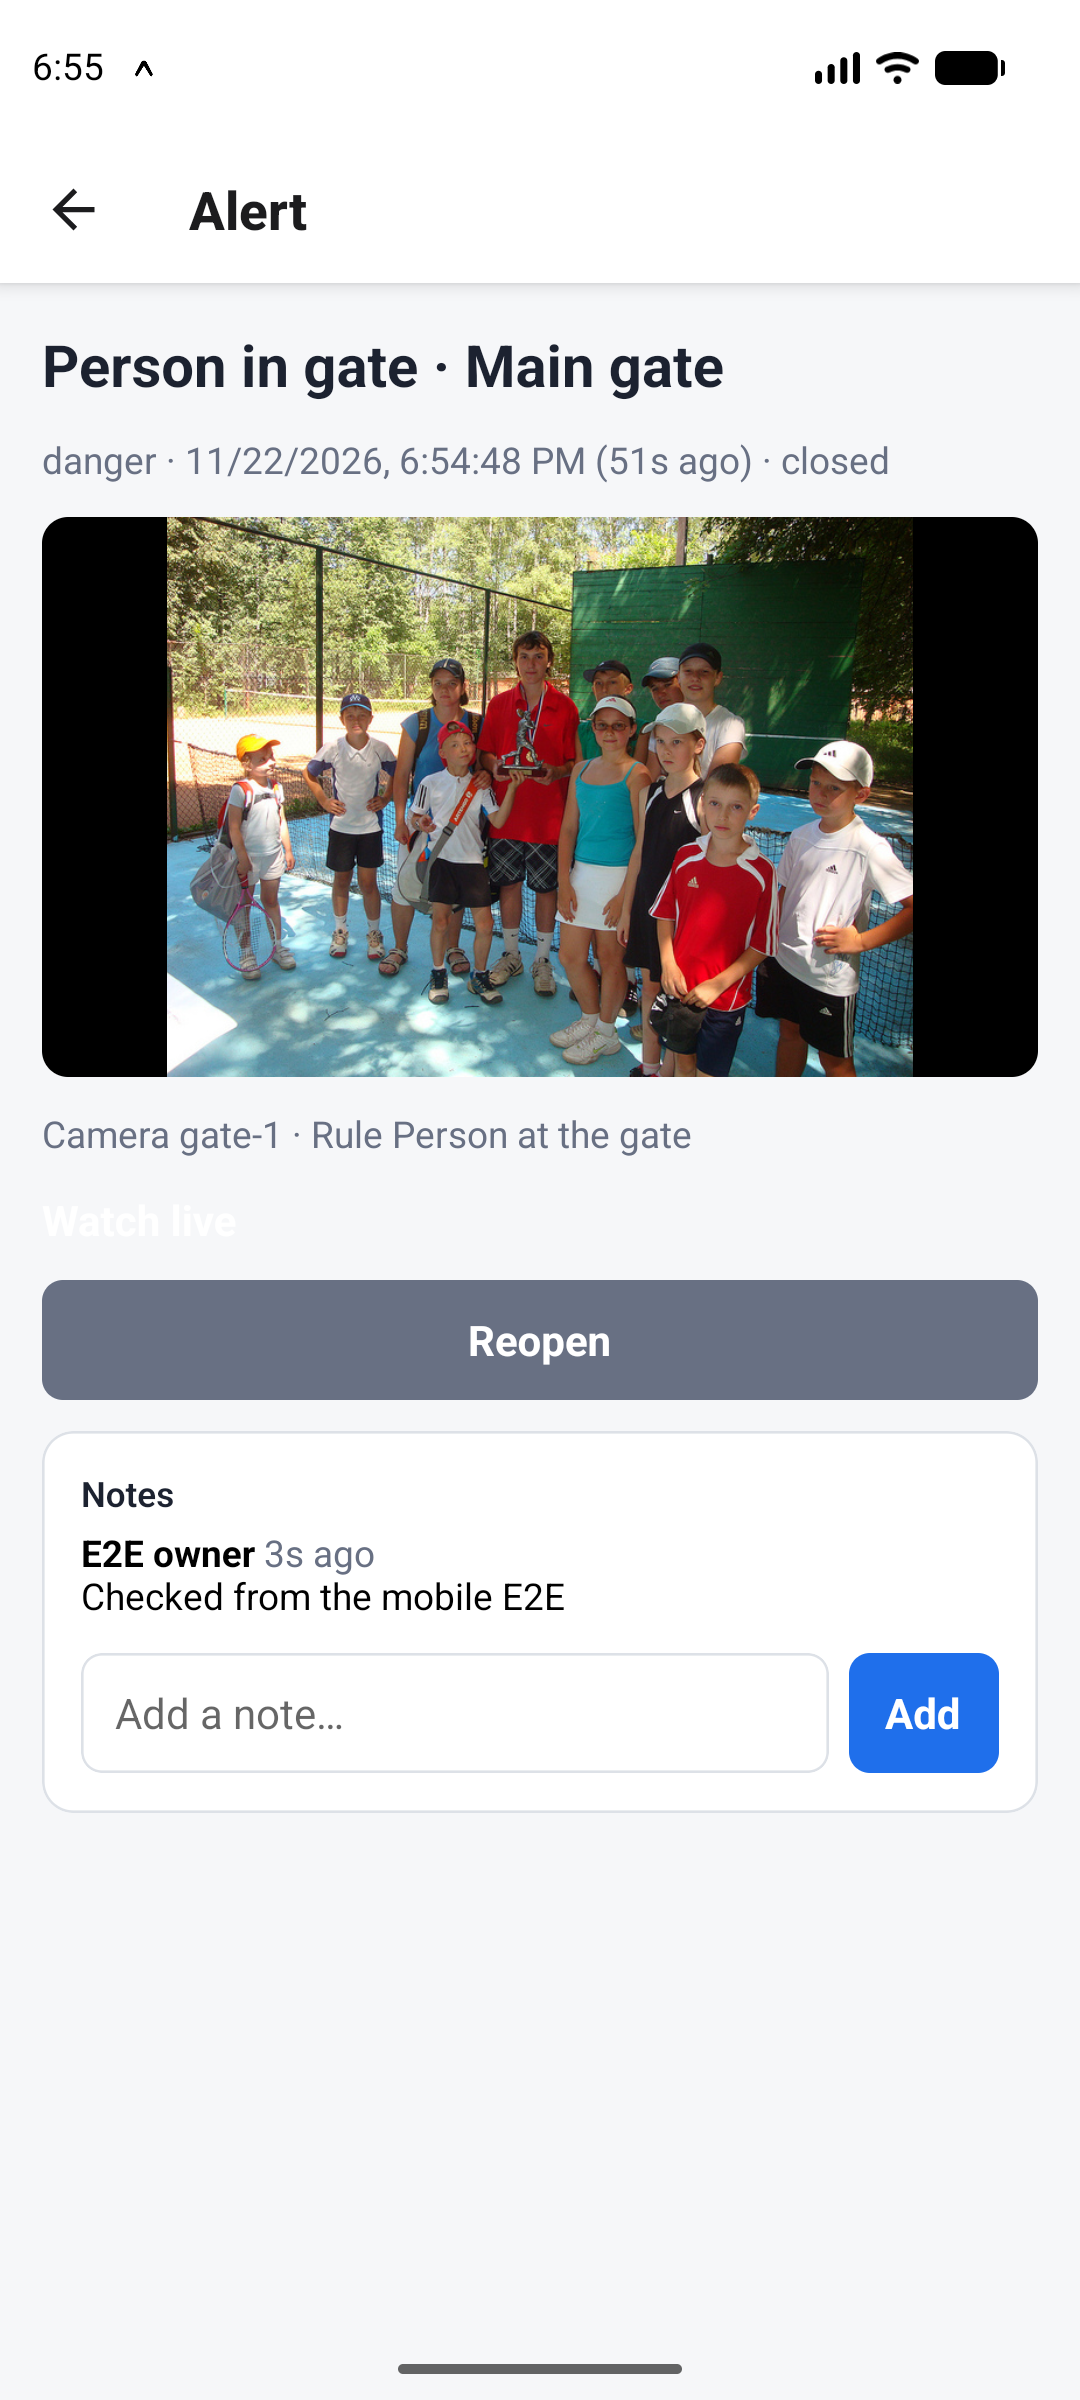 6:55
Alert
Person in gate · Main gate
danger · 11/22/2026, 6:54:48 PM (51s ago) · closed
Camera gate-1 · Rule Person at the gate
Watch live
Reopen
Notes
E2E owner 3s ago
Checked from the mobile E2E
Add a note...
Add